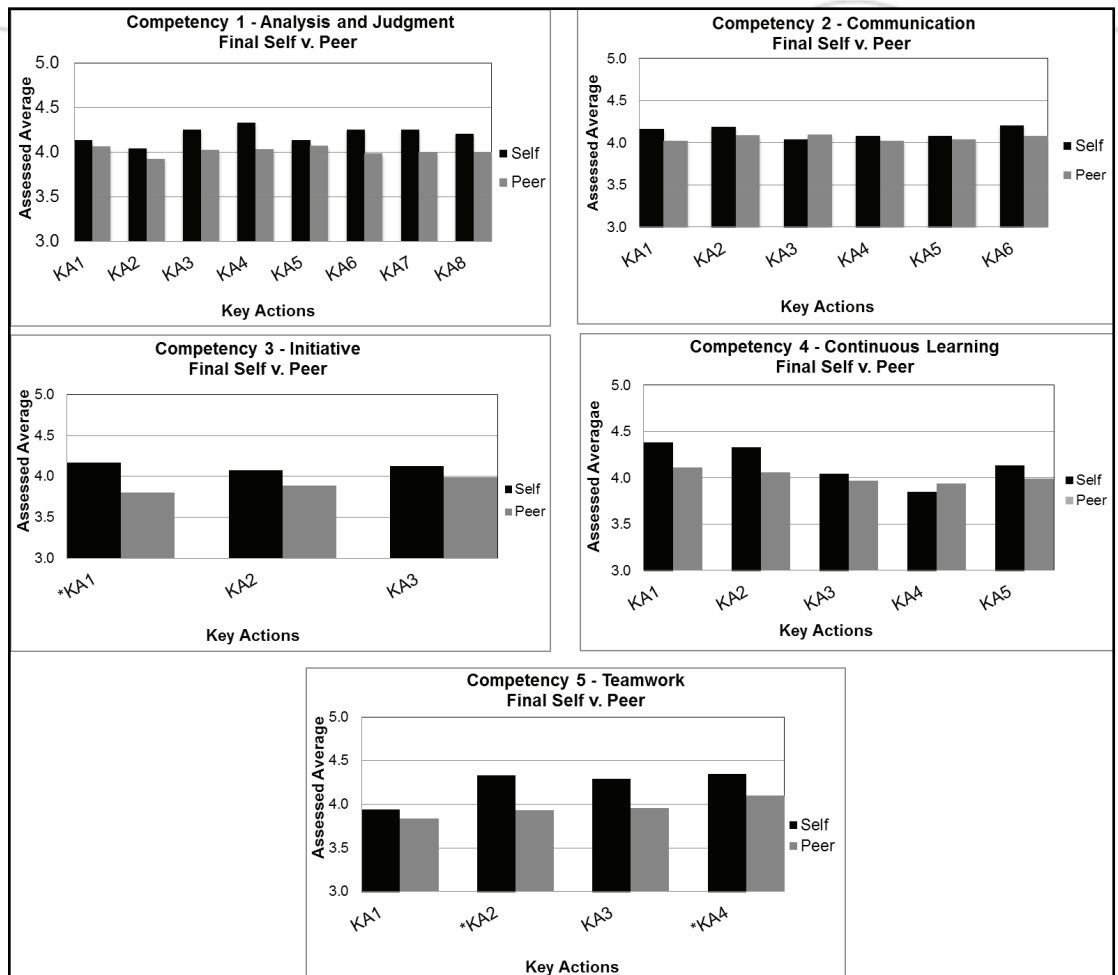 Competency 1 - Analysis and Judgment
Final Self v. Peer
Assessed Average
5.0
4.5
4.0
3.5
3.0
KA1
KA2
KA3
KA4
KA5
KA6
KA7
KA8
Key Actions
Self
Peer
Competency 2 - Communication
Final Self v. Peer
Assessed Average
5.0
4.5
4.0
3.5
3.0
KA1
KA2
KA3
KA4
KA5
KA6
Key Actions
Self
Peer
Competency 3 - Initiative
Final Self v. Peer
Assessed Average
5.0
4.5
4.0
3.5
3.0
*KA1
KA2
KA3
Key Actions
Self
Peer
Competency 4 - Continuous Learning
Final Self v. Peer
Assessed Averagae
5.0
4.5
4.0
3.5
3.0
KA1
KA2
KA3
KA4
KA5
Key Actions
Self
Peer
Competency 5 - Teamwork
Final Self v. Peer
Assessed Average
5.0
4.5
4.0
3.5
3.0
KA1
*KA2
KA3
*KA4
Key Actions
Self
Peer